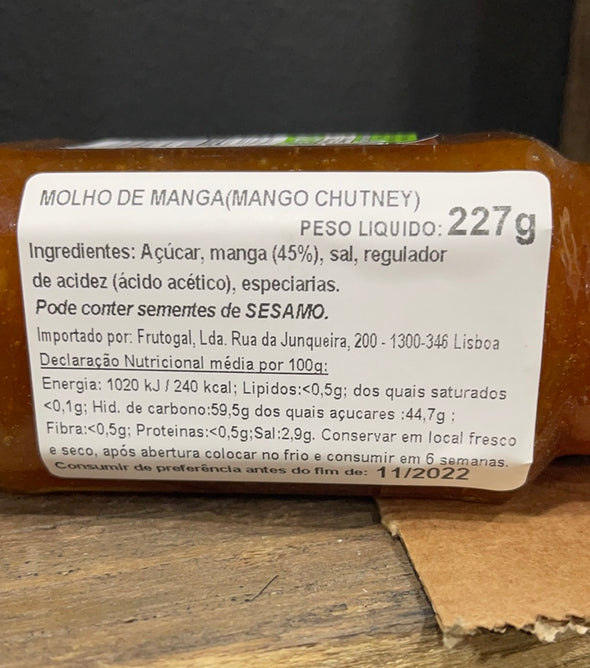 MOLHO DE MANGA(MANGO CHUTNEY)
PESO LIQUIDO: 227g
Ingredientes: Açúcar, manga (45%), sal, regulador
de acidez (ácido acético), especiarias.
Pode conter sementes de SESAMO.
Importado por: Frutogal, Lda. Rua da Junqueira, 200 - 1300-346 Lisboa
Declaração Nutricional média por 100g:
Energia: 1020 kJ / 240 kcal; Lipidos:<0,5g; dos quais saturados
<0,1g; Hid. de carbono:59,5g dos quais açucares :44,7g ;
Fibra:<0,5g; Proteinas:<0,5g;Sal:2,9g. Conservar em local fresco
e seco, após abertura colocar no frio e consumir em 6 semanas.
Consumir de preferência antes do fim de: 11/2022